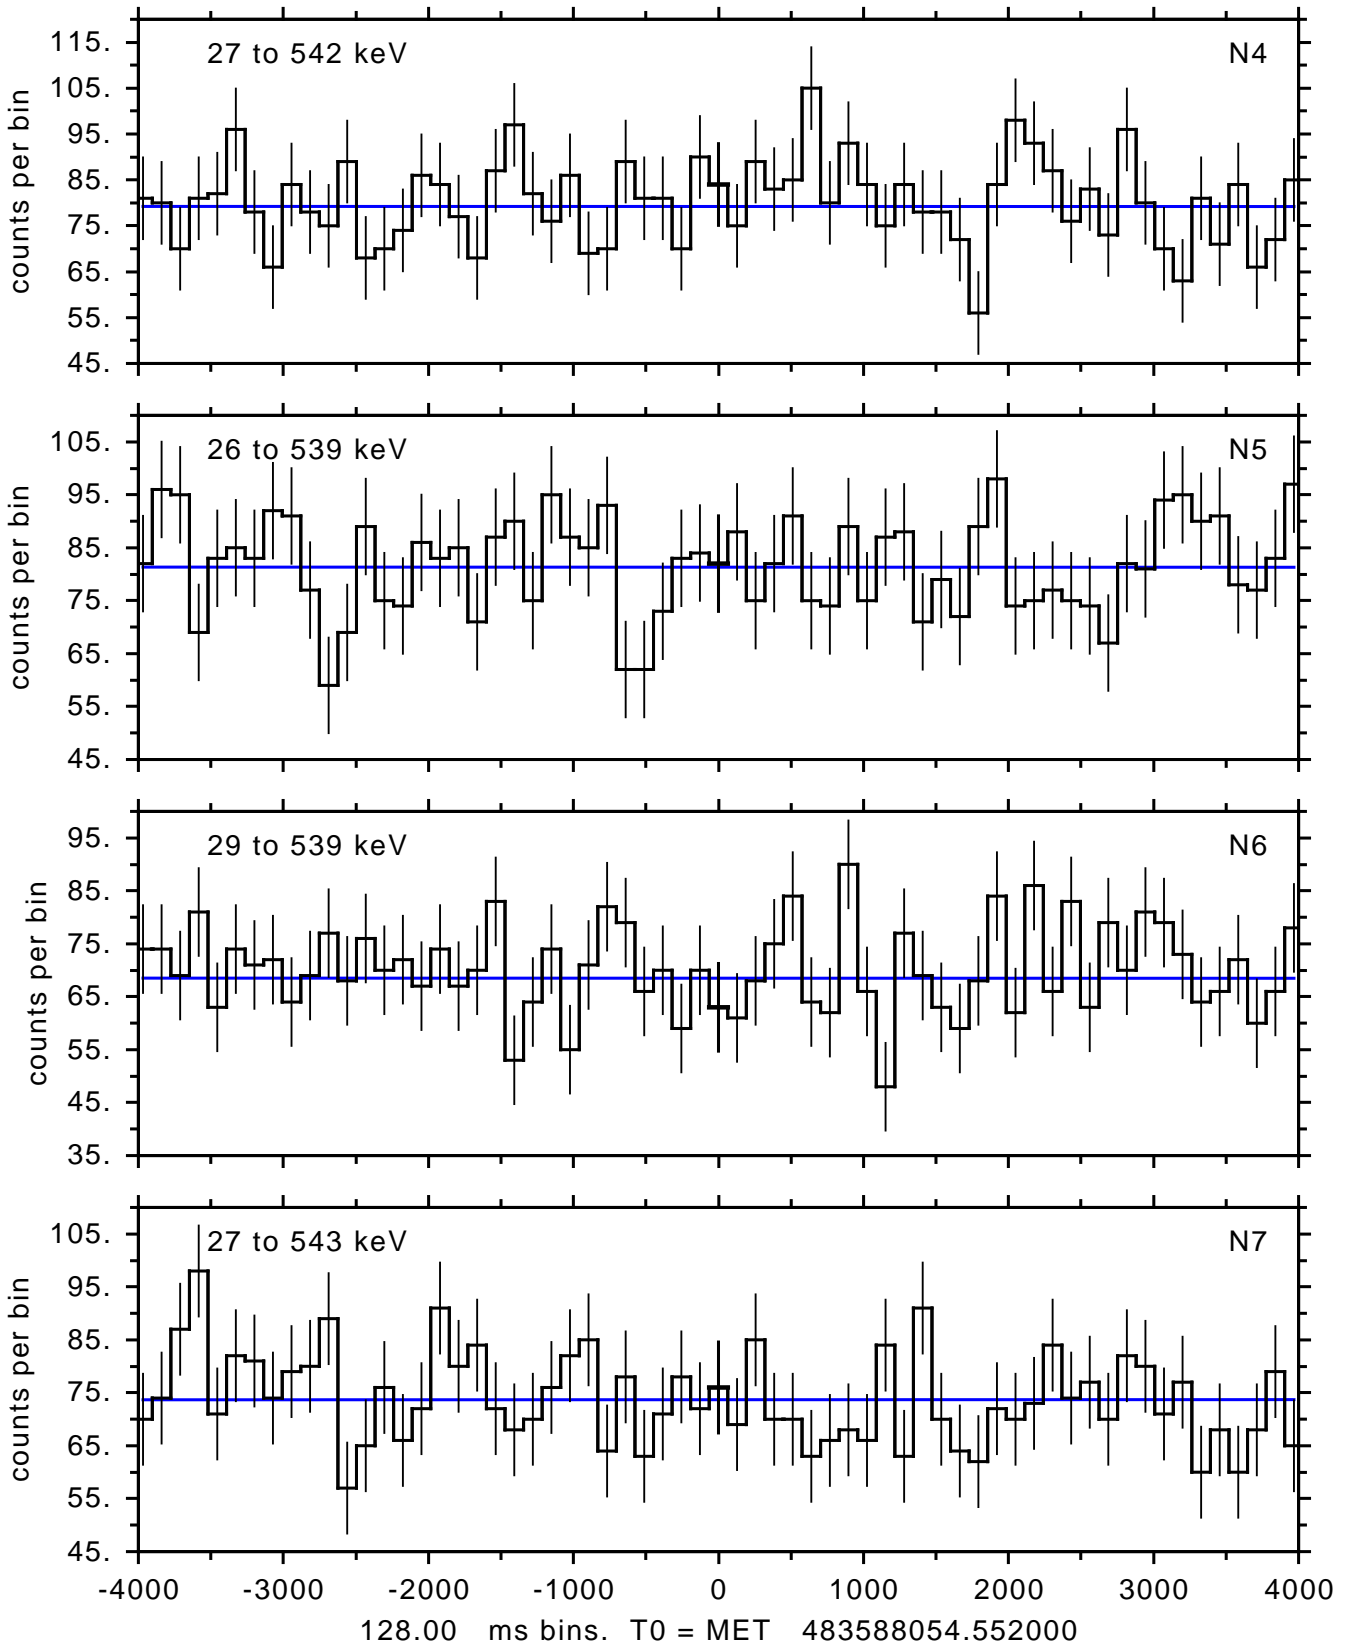 27 to 542 keV N4
115.
105.
95.
85.
75.
65.
55.
45.
counts per bin
26 to 539 keV N5
105.
95.
85.
75.
65.
55.
45.
counts per bin
29 to 539 keV N6
95.
85.
75.
65.
55.
45.
35.
counts per bin
27 to 543 keV N7
105.
95.
85.
75.
65.
55.
45.
counts per bin
-4000 -3000 -2000 -1000 0 1000 2000 3000 4000
128.00 ms bins. T0 = MET 483588054.552000